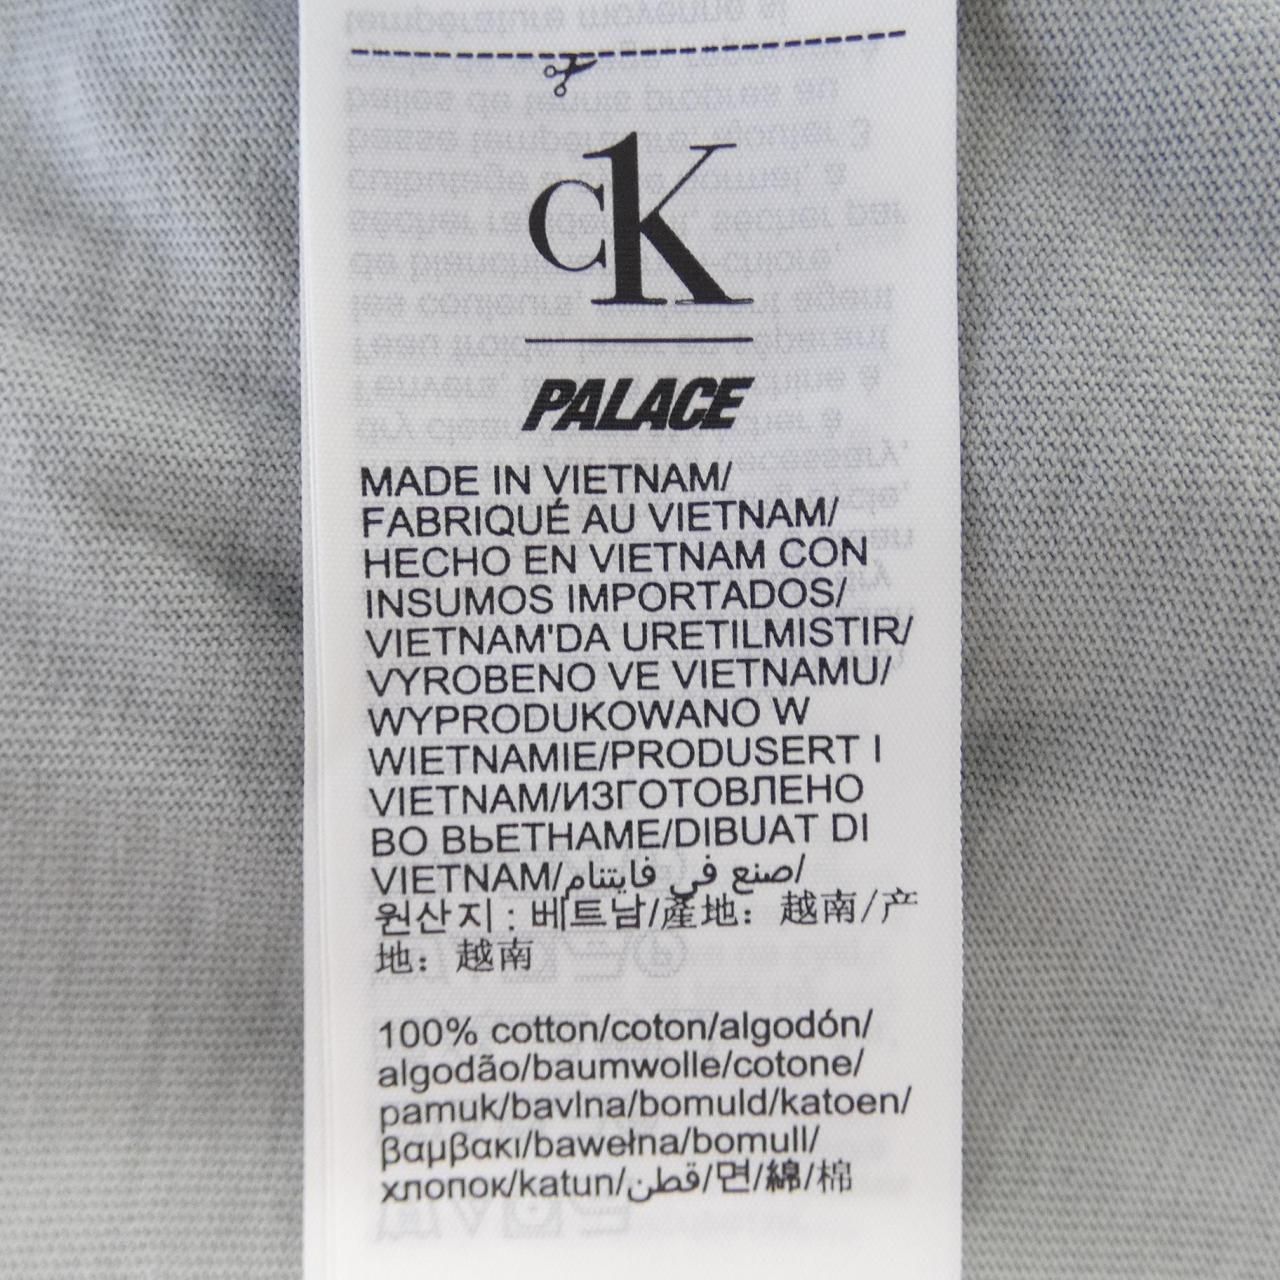 CK
PALACE
MADE IN VIETNAM/
FABRIQUÉ AU VIETNAM/
HECHO EN VIETNAM CON
INSUMOS IMPORTADOS/
VIETNAM'DA URETILMISTIR/
VYROBENO VE VIETNAMU/
WYPRODUKOWANO W
WIETNAMIE/PRODUSERT I
VIETNAM/ИЗГОТОВЛЕНО
ВО ВЬЕТНАМЕ/DIBUAT DI
VIETNAM/صنع في فايتنام/
원산지 : 베트남/產地： 越南/产
地：越南
100% cotton/coton/algodón/
algodão/baumwolle/cotone/
pamuk/bavlna/bomuld/katoen/
βαμβακι/bawełna/bomull/
хлопок/katun/قطن/면/綿/棉